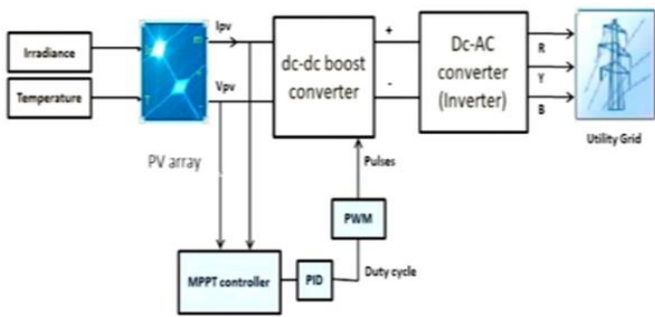 Ipv
Irradiance
Temperature
Vpv
PV array
dc-dc boost
converter
+
-
Dc-AC
converter
(Inverter)
R
Y
B
Utility Grid
Pulses
PWM
MPPT controller
PID
Duty cycle